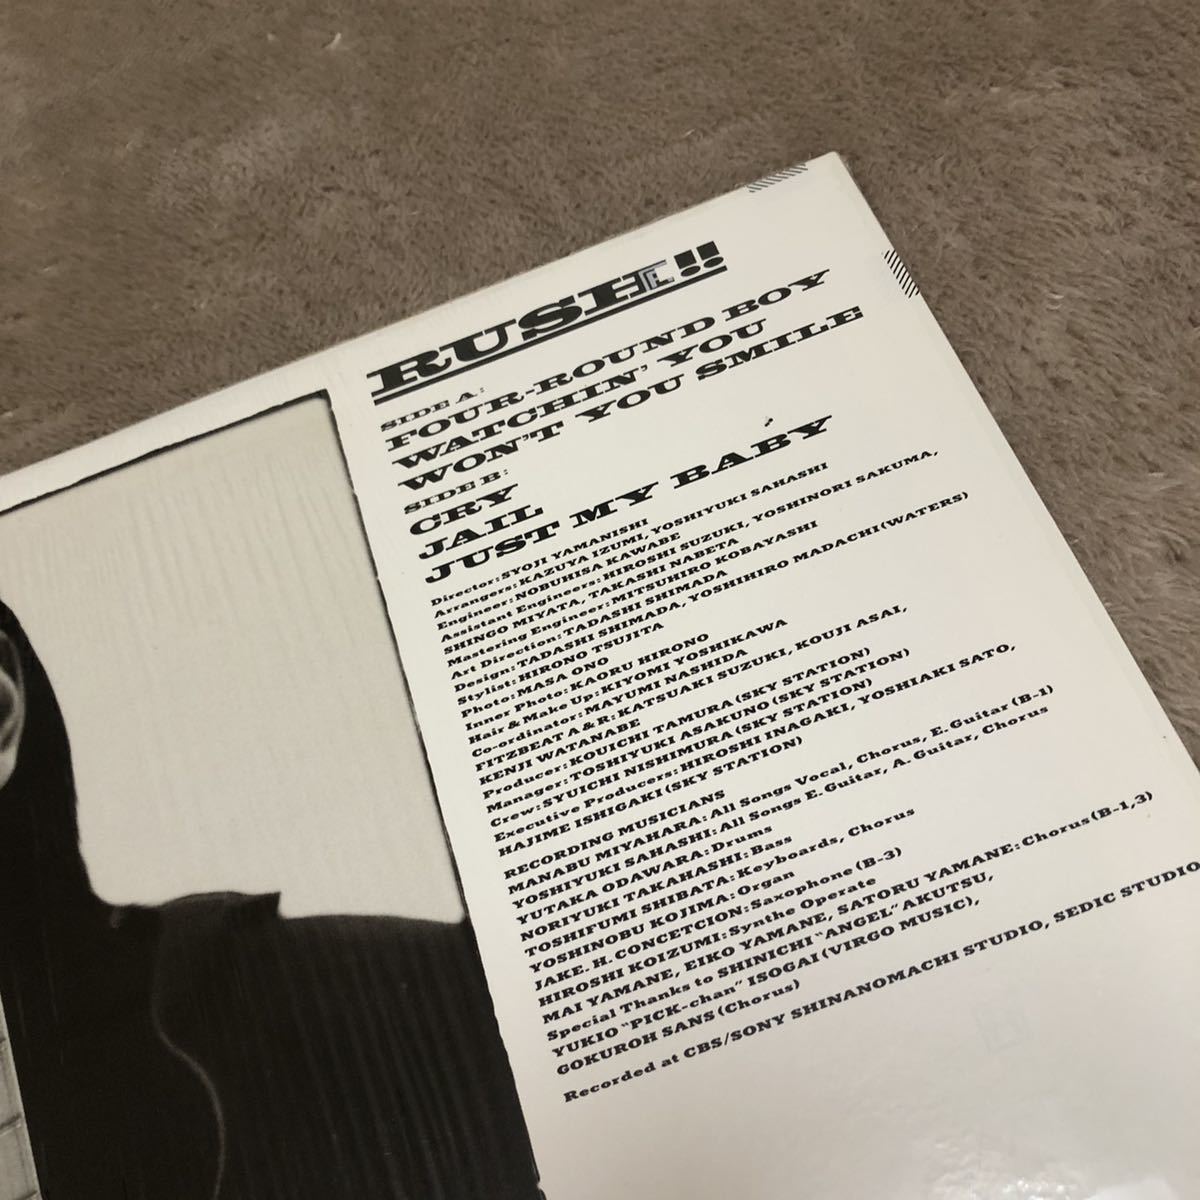 RUSH!!
SIDE A:
FOUR-ROUND BOY
WATCHIN' YOU
WON'T YOU SMILE
SIDE B:
CRY
JAIL
JUST MY BABY
Director: SYOJI YAMANISHI
Arrangers: KAZUYA IZUMI, YOSHIYUKI SAHASHI
Engineer: NOBUHISA KAWABE
Assistant Engineers: HIROSHI SUZUKI, YOSHINORI SAKUMA,
SHINGO MIYATA, TAKASHI NABETA
Mastering Engineer: MITSUHIRO KOBAYASHI
Art Direction: TADASHI SHIMADA
Design: TADASHI SHIMADA, YOSHIHIRO MADACHI (WATERS)
Stylist: HIRONO TSUJITA
Photo: MASA ONO
Inner Photo: KAORU HIRONO
Hair & Make Up: KIYOMI YOSHIKAWA
Co-ordinator: MAYUMI NASHIDA
FITZBEAT A & R: KATSUAKI SUZUKI, KOUJI ASAI,
KENJI WATANABE
Producer: KOUICHI TAMURA (SKY STATION)
Manager: TOSHIYUKI ASAKUNO (SKY STATION)
Crew: SYUICHI NISHIMURA (SKY STATION)
Executive Producers: HIROSHI INAGAKI, YOSHIAKI SATO,
HAJIME ISHIGAKI (SKY STATION)
RECORDING MUSICIANS
MANABU MIYAHARA: All Songs Vocal, Chorus, E. Guitar (B-1)
YOSHIYUKI SAHASHI: All Songs E. Guitar, A. Guitar, Chorus
YUTAKA ODAWARA: Drums
NORIYUKI TAKAHASHI: Bass
TOSHIFUMI SHIBATA: Keyboards, Chorus
YOSHINOBU KOJIMA: Organ
JAKE. H. CONCETCION: Saxophone (B-3)
HIROSHI KOIZUMI: Synthe Operate
MAI YAMANE, EIKO YAMANE, SATORU YAMANE: Chorus (B-1,3)
Special Thanks to SHINICHI "ANGEL" AKUTSU,
YUKIO "PICK-chan" ISOGAI (VIRGO MUSIC),
GOKUROH SANS (Chorus)
Recorded at CBS/SONY SHINANOMACHI STUDIO, SEDIC STUDIO